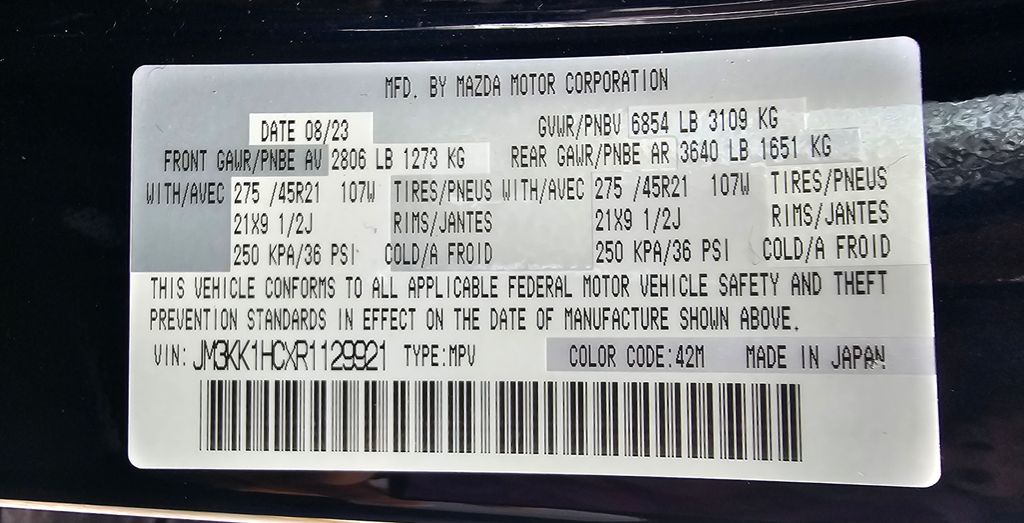 MFD. BY MAZDA MOTOR CORPORATION
DATE 08/23 GVWR/PNBV 6854 LB 3109 KG
FRONT GAWR/PNBE AV 2806 LB 1273 KG REAR GAWR/PNBE AR 3640 LB 1651 KG
WITH/AVEC 275 /45R21 107W TIRES/PNEUS WITH/AVEC 275 /45R21 107W TIRES/PNEUS
21X9 1/2J RIMS/JANTES 21X9 1/2J RIMS/JANTES
250 KPA/36 PSI COLD/A FROID 250 KPA/36 PSI COLD/A FROID
THIS VEHICLE CONFORMS TO ALL APPLICABLE FEDERAL MOTOR VEHICLE SAFETY AND THEFT
PREVENTION STANDARDS IN EFFECT ON THE DATE OF MANUFACTURE SHOWN ABOVE.
VIN: JM3KK1HCXR1129921 TYPE:MPV COLOR CODE:42M MADE IN JAPAN